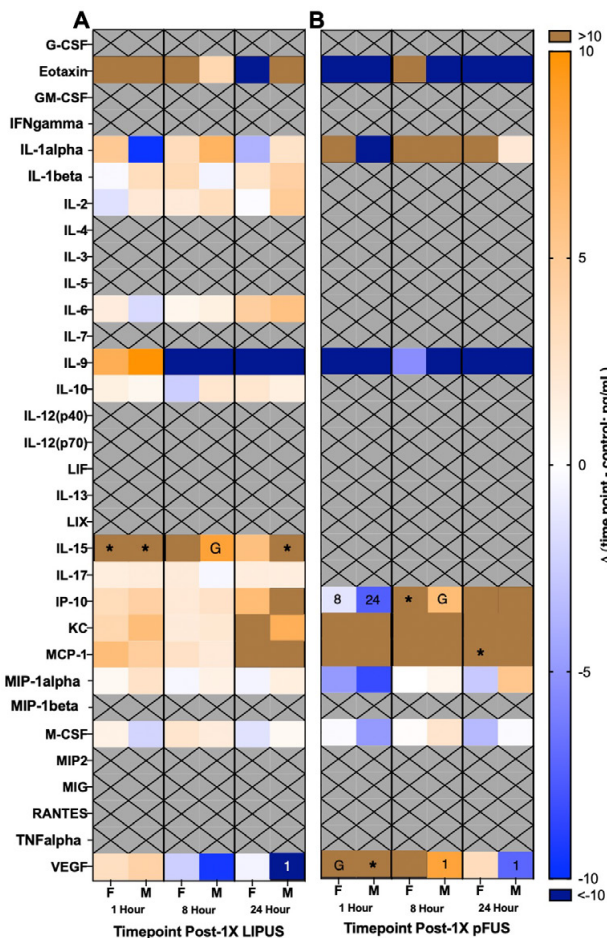 A B
G-CSF
Eotaxin
GM-CSF
IFNgamma
IL-1alpha
IL-1beta
IL-2
IL-4
IL-3
IL-5
IL-6
IL-7
IL-9
IL-10
IL-12(p40)
IL-12(p70)
LIF
IL-13
LIX
IL-15 * * G *
IL-17
IP-10 8 24 * G
KC
MCP-1 *
MIP-1alpha
MIP-1beta
M-CSF
MIP2
MIG
RANTES
TNFalpha
VEGF 1 G * 1 1
F M F M F M F M F M F M
1 Hour 8 Hour 24 Hour 1 Hour 8 Hour 24 Hour
Timepoint Post-1X LIPUS Timepoint Post-1X pFUS
>10
10
5
0
-5
-10
<-10
Δ(time point - control; pg/mL)